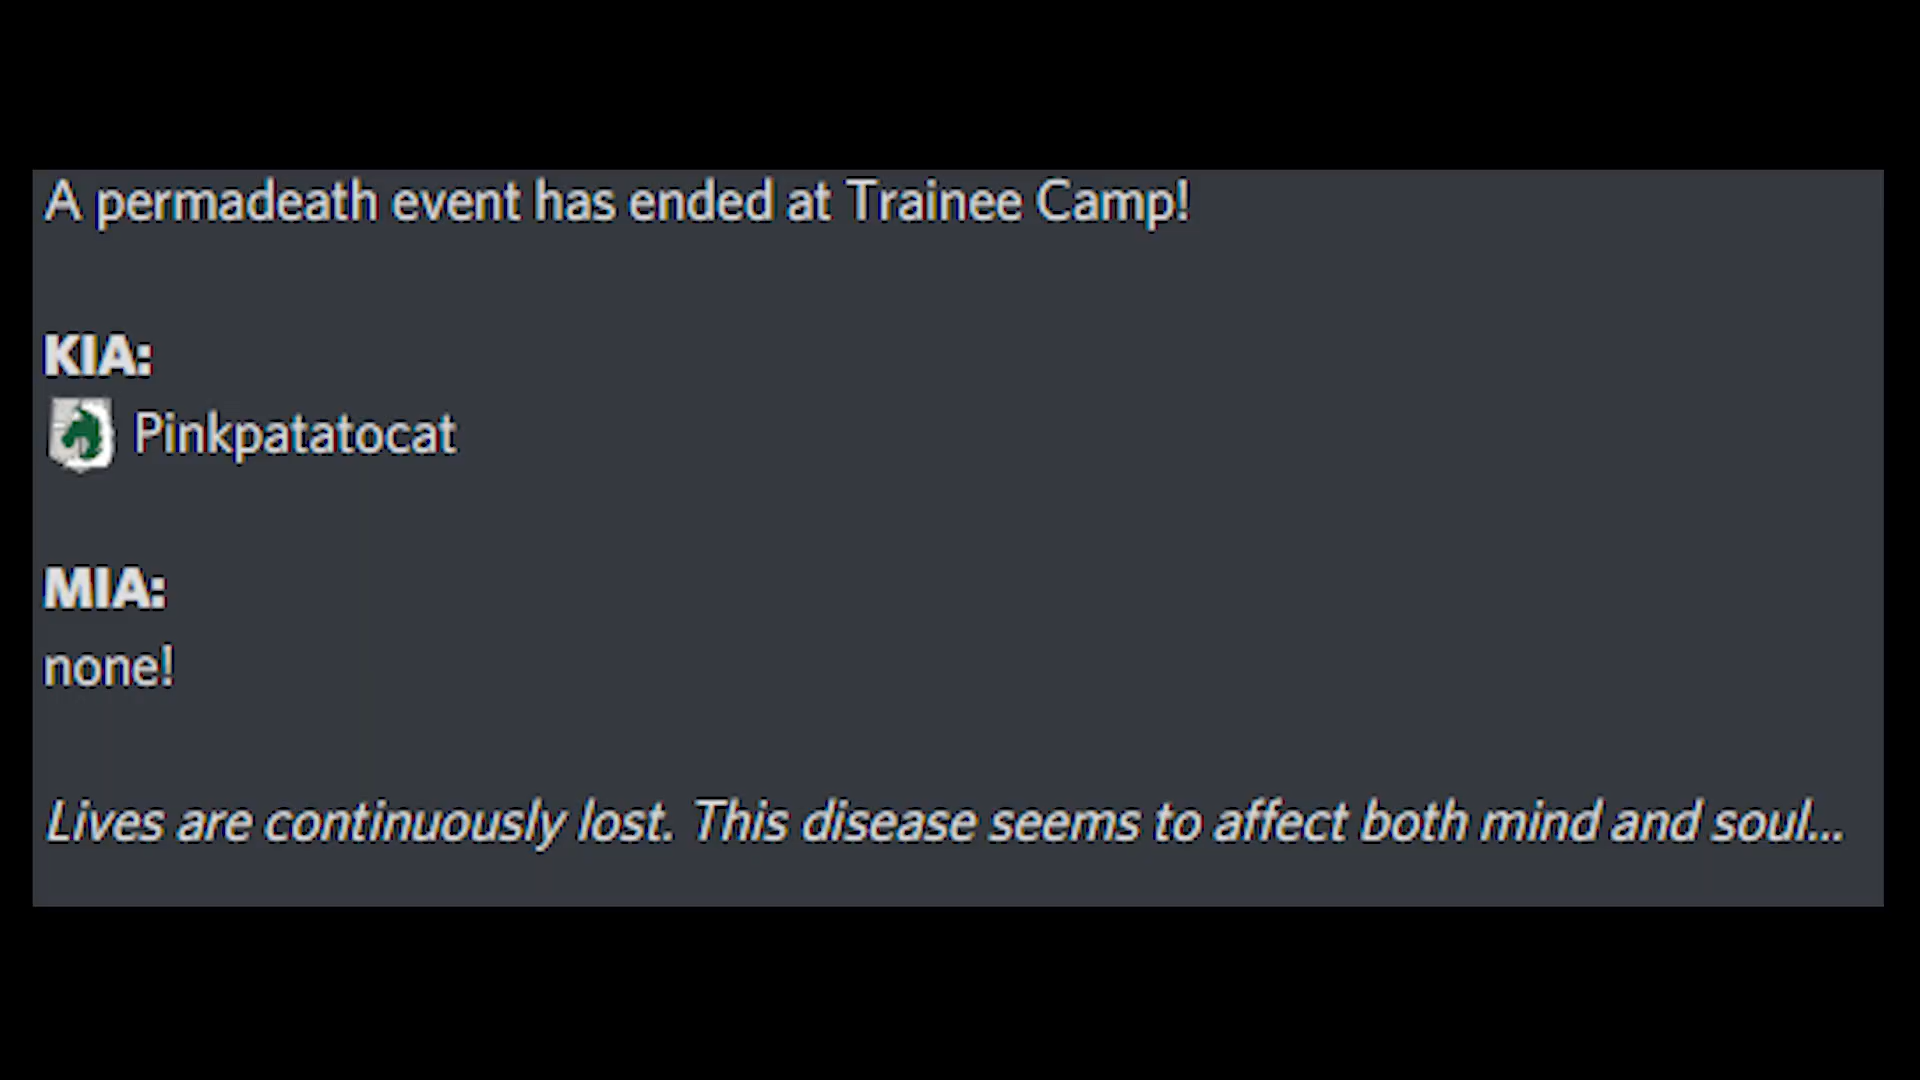 A permadeath event has ended at Trainee Camp!
KIA:
Pinkpatatocat
MIA:
none!
Lives are continuously lost. This disease seems to affect both mind and soul...